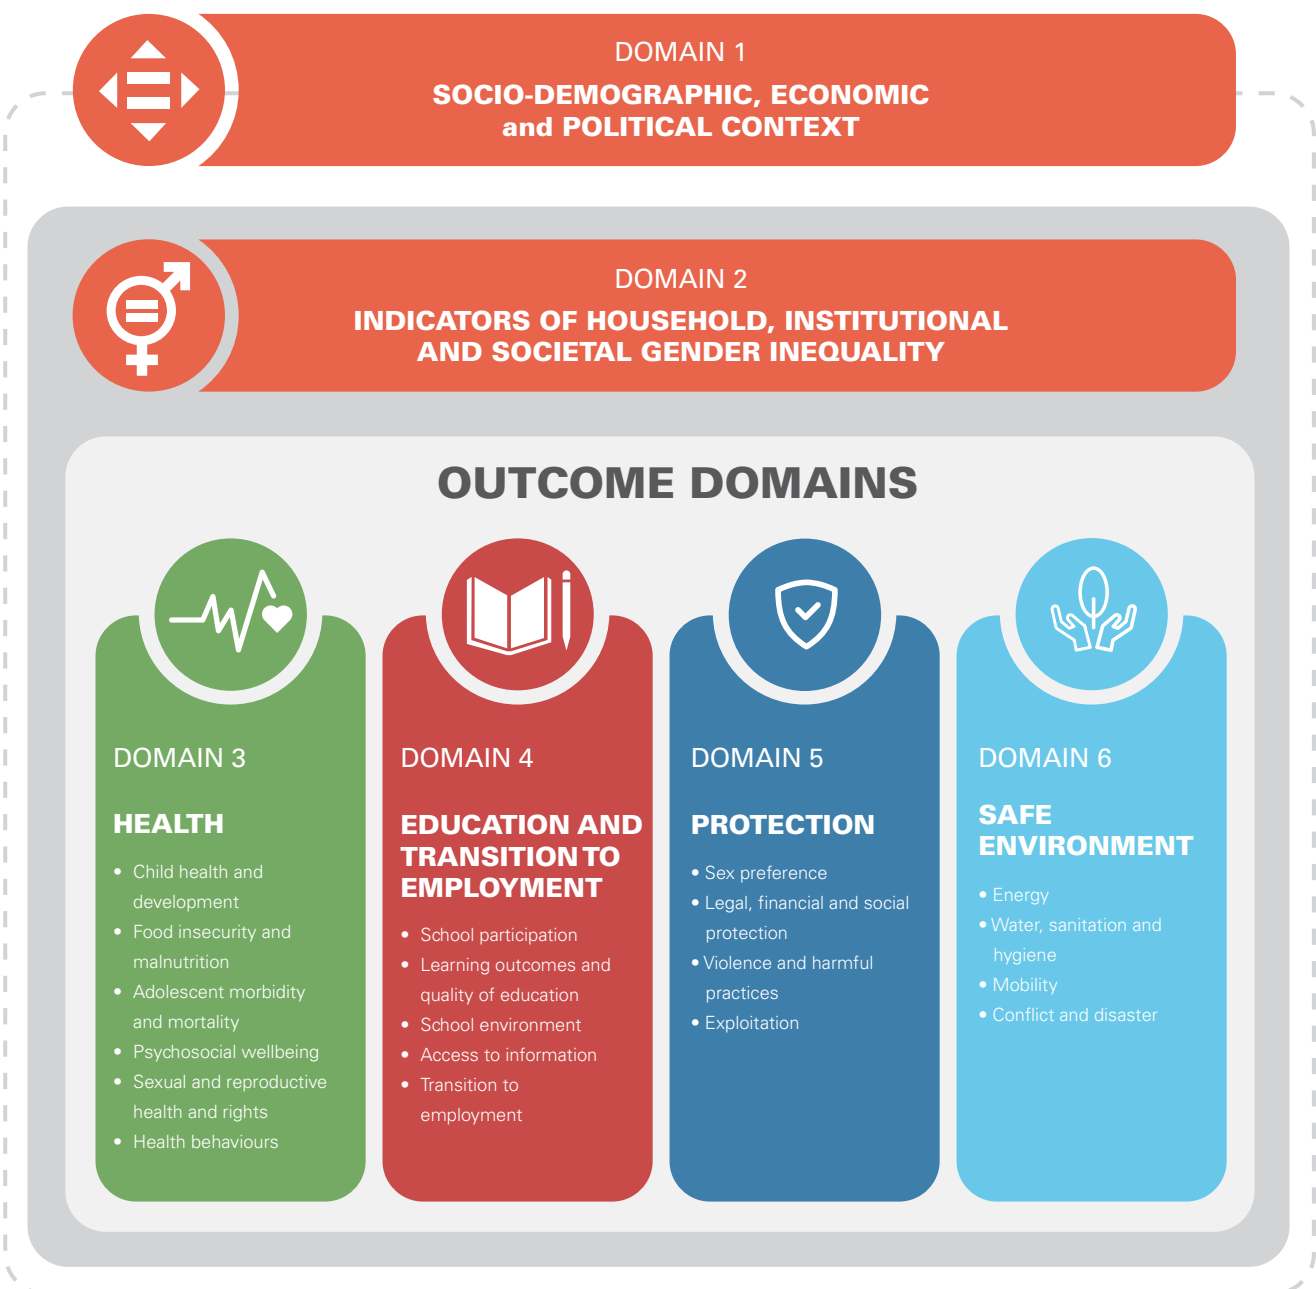 DOMAIN 1
SOCIO-DEMOGRAPHIC, ECONOMIC
and POLITICAL CONTEXT
DOMAIN 2
INDICATORS OF HOUSEHOLD, INSTITUTIONAL
AND SOCIETAL GENDER INEQUALITY
OUTCOME DOMAINS
DOMAIN 3
HEALTH
• Child health and
development
• Food insecurity and
malnutrition
• Adolescent morbidity
and mortality
• Psychosocial wellbeing
• Sexual and reproductive
health and rights
• Health behaviours
DOMAIN 4
EDUCATION AND
TRANSITION TO
EMPLOYMENT
• School participation
• Learning outcomes and
quality of education
• School environment
• Access to information
• Transition to
employment
DOMAIN 5
PROTECTION
• Sex preference
• Legal, financial and social
protection
• Violence and harmful
practices
• Exploitation
DOMAIN 6
SAFE
ENVIRONMENT
• Energy
• Water, sanitation and
hygiene
• Mobility
• Conflict and disaster